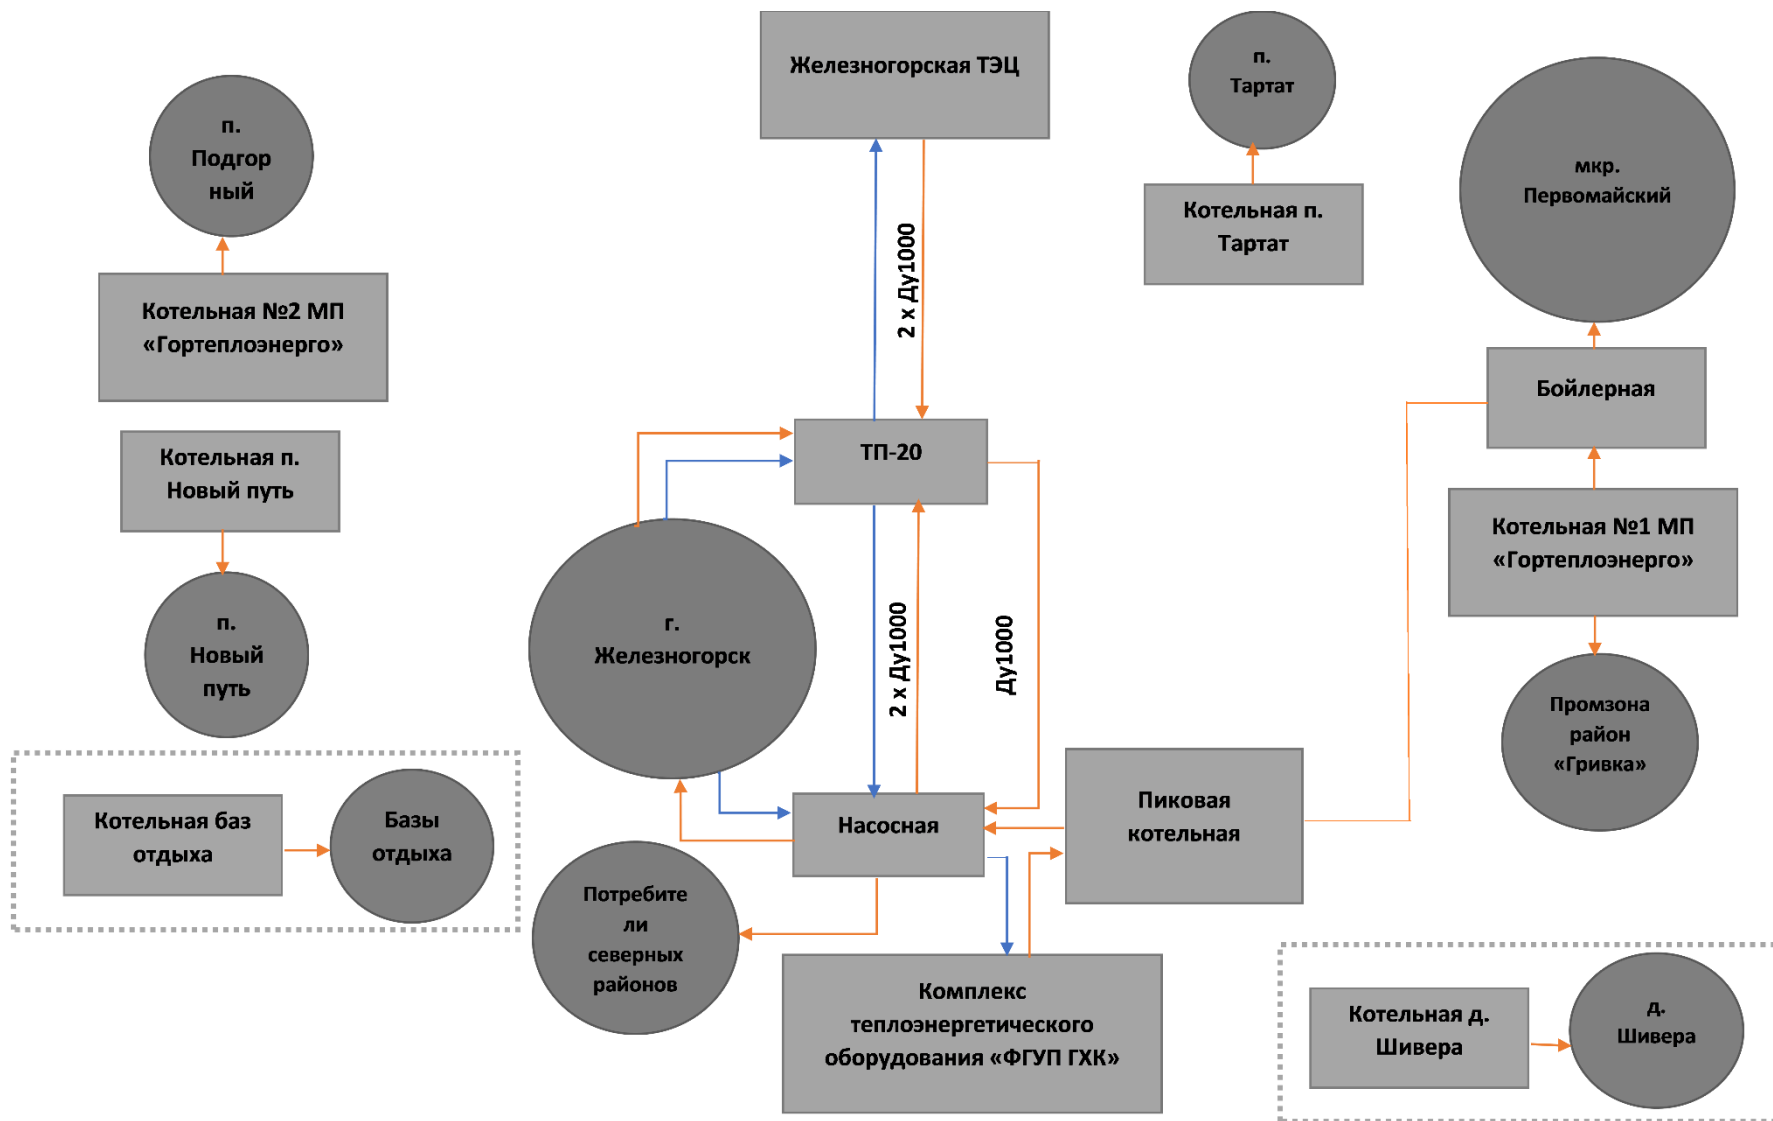 Железногорская ТЭЦ
п.
Тартат
п.
Подгор
ный
мкр.
Первомайский
Котельная п.
Тартат
2 х Ду1000
Котельная №2 МП
«Гортеплоэнерго»
Бойлерная
ТП-20
Котельная п.
Новый путь
Котельная №1 МП
«Гортеплоэнерго»
п.
Новый
путь
г.
Железногорск
2 х Ду1000
Ду1000
Промзона
район
«Гривка»
Котельная баз
отдыха
Базы
отдыха
Насосная
Пиковая
котельная
Потребите
ли
северных
районов
Комплекс
теплоэнергетического
оборудования «ФГУП ГХК»
Котельная д.
Шивера
д.
Шивера